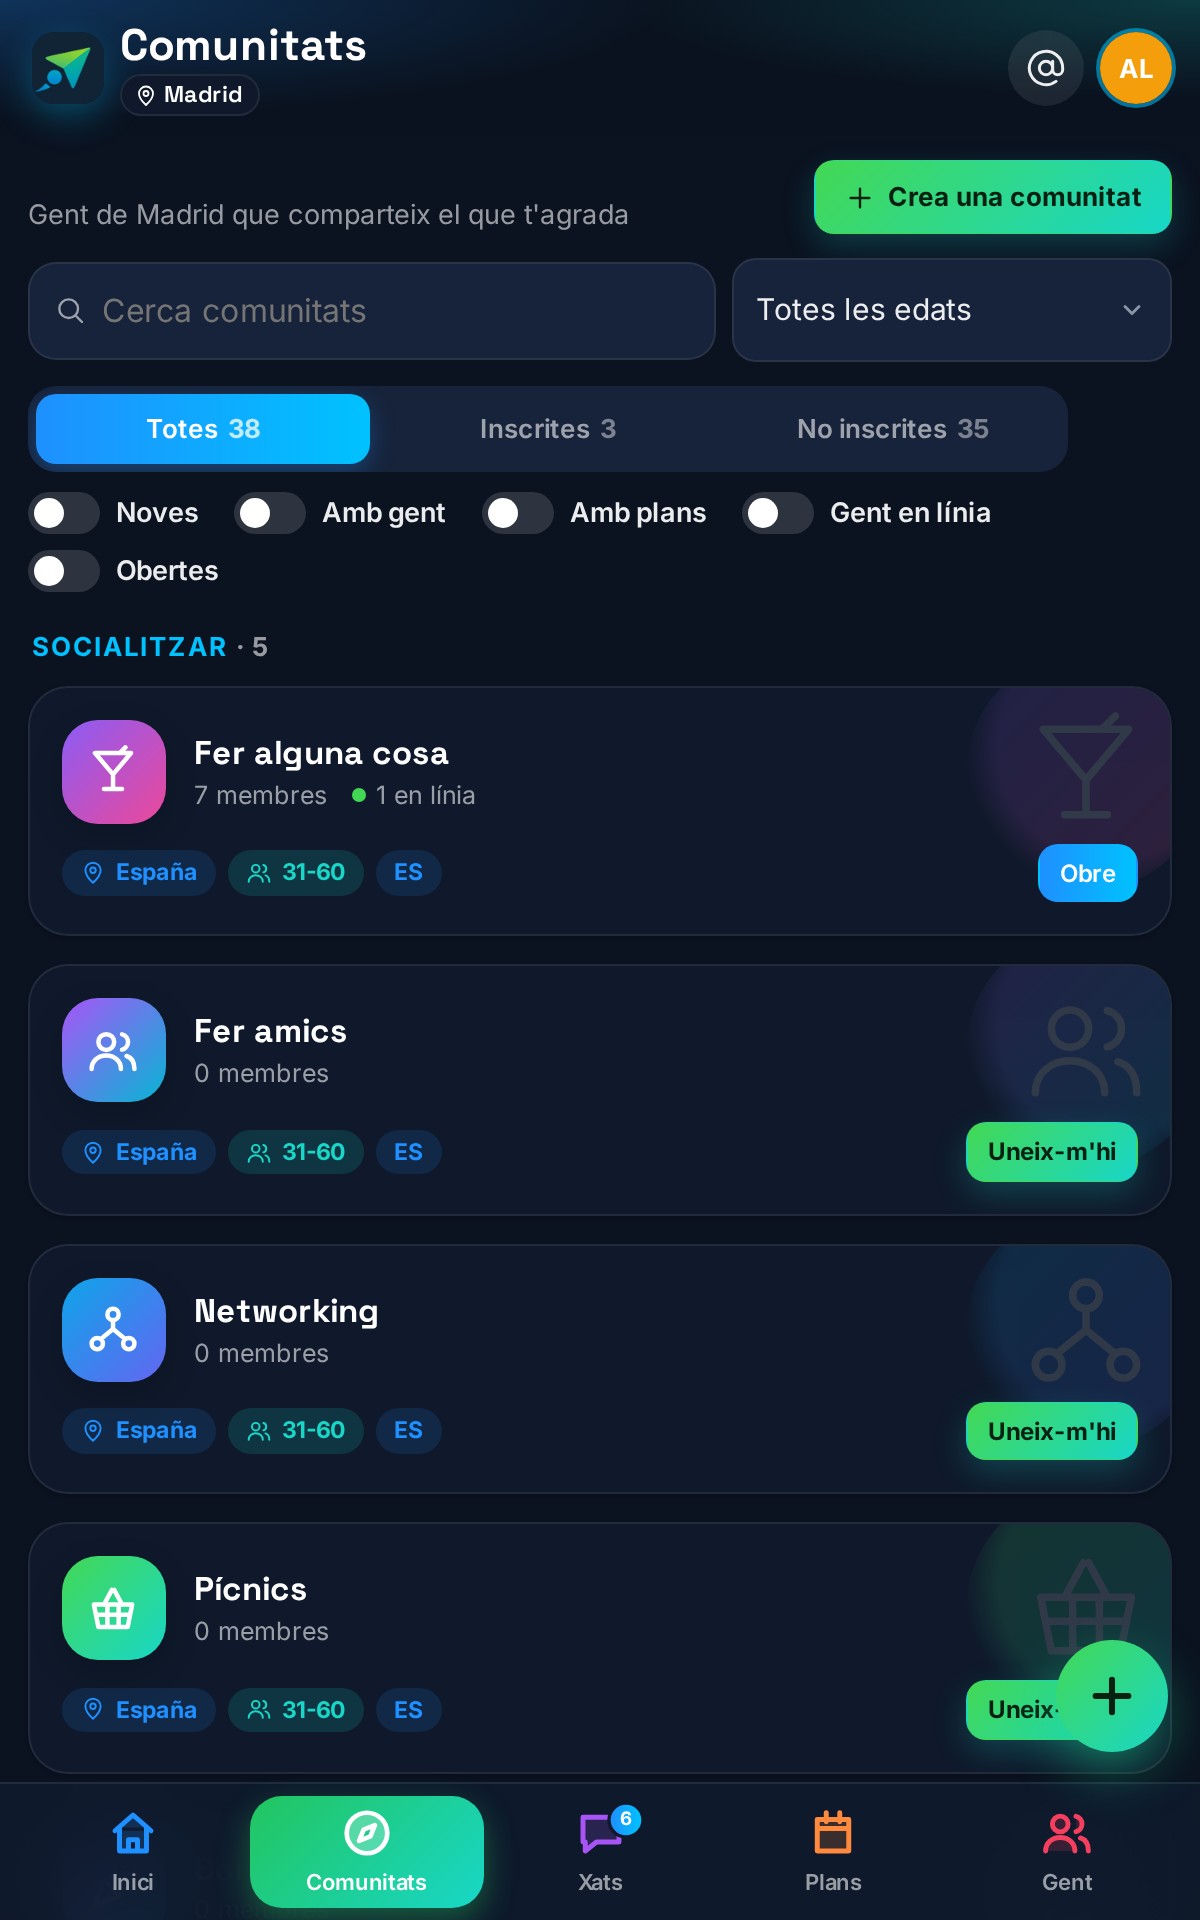 Comunitats
Madrid
AL
Gent de Madrid que comparteix el que t'agrada
+ Crea una comunitat
Cerca comunitats
Totes les edats
Totes 38
Inscrites 3
No inscrites 35
Noves
Amb gent
Amb plans
Gent en línia
Obertes
SOCIALITZAR · 5
Fer alguna cosa
7 membres 1 en línia
España 31-60 ES
Obre
Fer amics
0 membres
España 31-60 ES
Uneix-m'hi
Networking
0 membres
España 31-60 ES
Uneix-m'hi
Pícnics
0 membres
España 31-60 ES
Uneix-
6
Inici
Comunitats
Xats
Plans
Gent